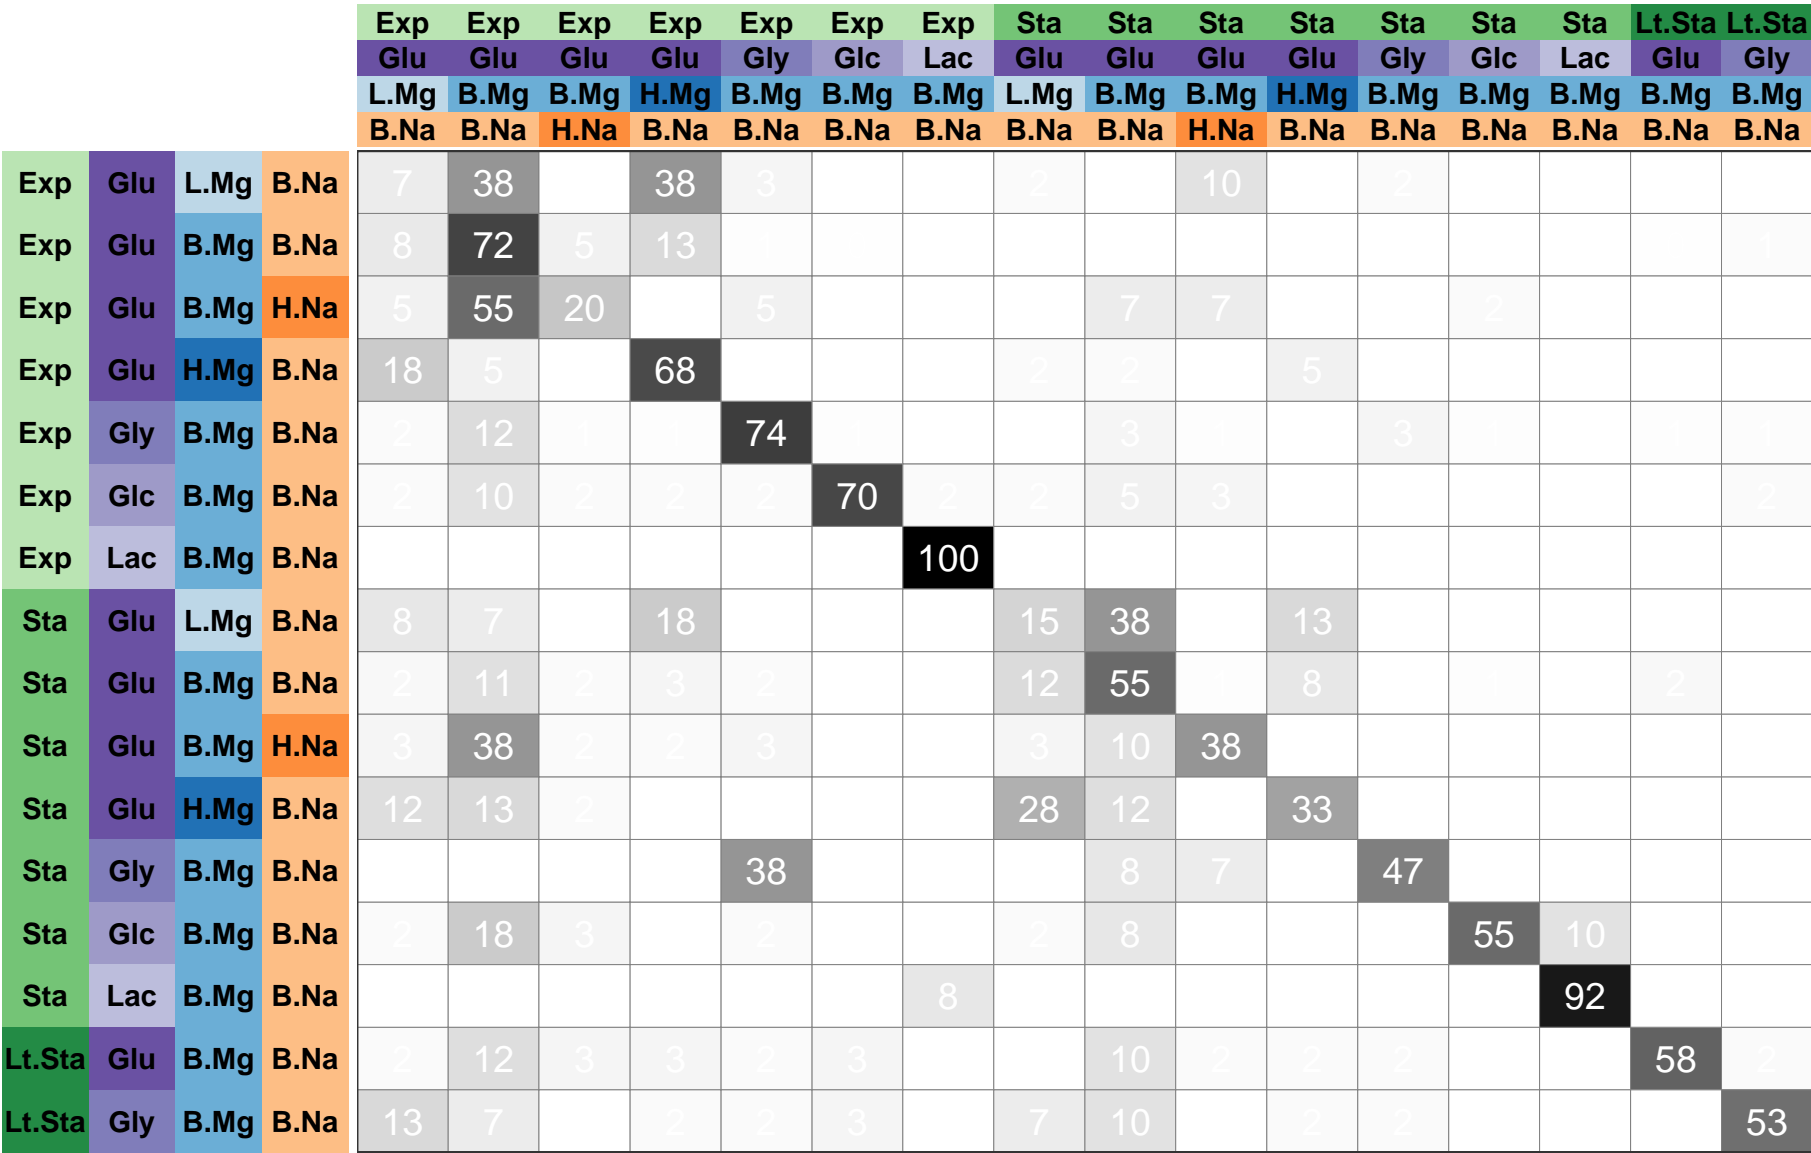 Exp Exp Exp Exp Exp Exp Exp Sta Sta Sta Sta Sta Sta Sta Lt.Sta Lt.Sta
Glu Glu Glu Glu Gly Glc Lac Glu Glu Glu Glu Gly Glc Lac Glu Gly
L.Mg B.Mg B.Mg H.Mg B.Mg B.Mg B.Mg L.Mg B.Mg B.Mg H.Mg B.Mg B.Mg B.Mg B.Mg B.Mg
B.Na B.Na H.Na B.Na B.Na B.Na B.Na B.Na B.Na H.Na B.Na B.Na B.Na B.Na B.Na B.Na
Exp Glu L.Mg B.Na 7 38 38 3 2 10 2
Exp Glu B.Mg B.Na 8 72 5 13 1 1
Exp Glu B.Mg H.Na 5 55 20 5 7 7 2
Exp Glu H.Mg B.Na 18 5 68 2 2 5
Exp Gly B.Mg B.Na 2 12 1 1 74 1 3 1 3 1 1 1
Exp Glc B.Mg B.Na 2 10 2 2 2 70 2 2 5 3 2
Exp Lac B.Mg B.Na 100
Sta Glu L.Mg B.Na 8 7 18 15 38 13
Sta Glu B.Mg B.Na 2 11 2 3 2 12 55 1 8 1 2
Sta Glu B.Mg H.Na 3 38 2 2 3 3 10 38
Sta Glu H.Mg B.Na 12 13 2 28 12 33
Sta Gly B.Mg B.Na 38 8 7 47
Sta Glc B.Mg B.Na 2 18 3 2 2 8 55 10
Sta Lac B.Mg B.Na 8 92
Lt.Sta Glu B.Mg B.Na 2 12 3 3 2 3 10 2 2 2 58 2
Lt.Sta Gly B.Mg B.Na 13 7 2 2 3 7 10 2 2 53